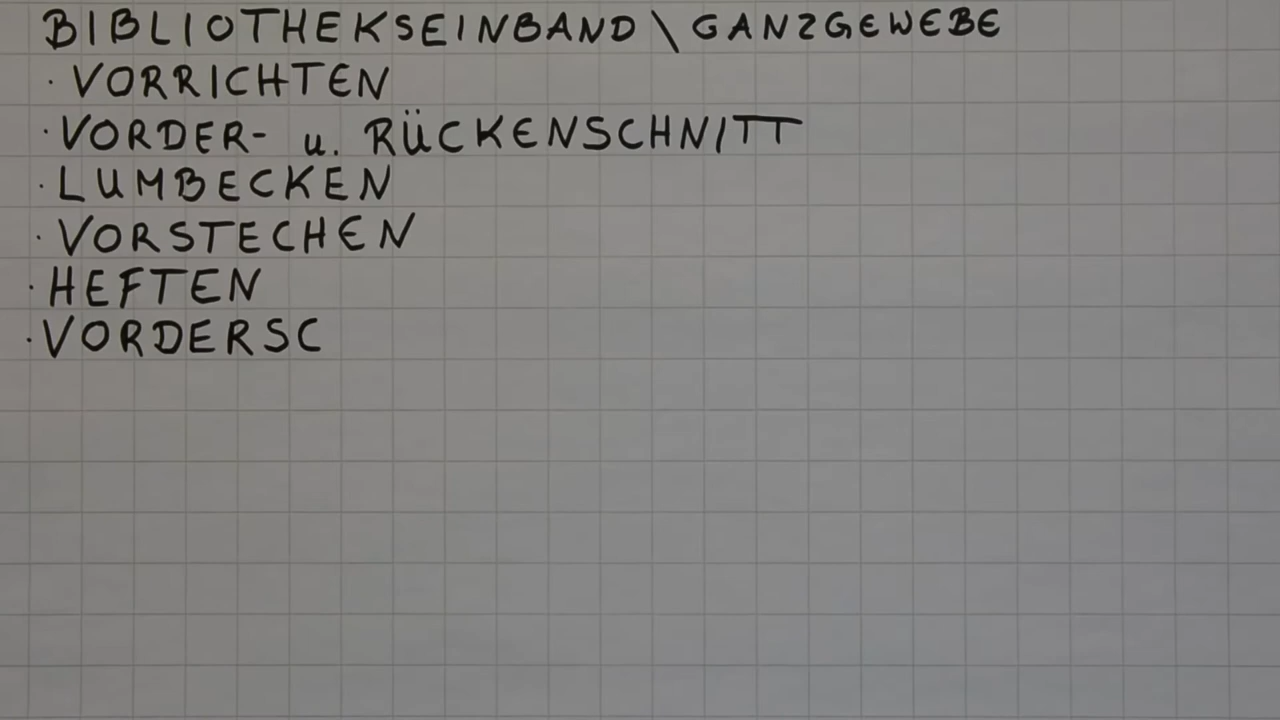 BIBLIOTHEKSEINBAND \ GANZGEWEBE
· VORRICHTEN
· VORDER- u. RÜCKENSCHNITT
· LUMBECKEN
· VORSTECHEN
· HEFTEN
· VORDERSC